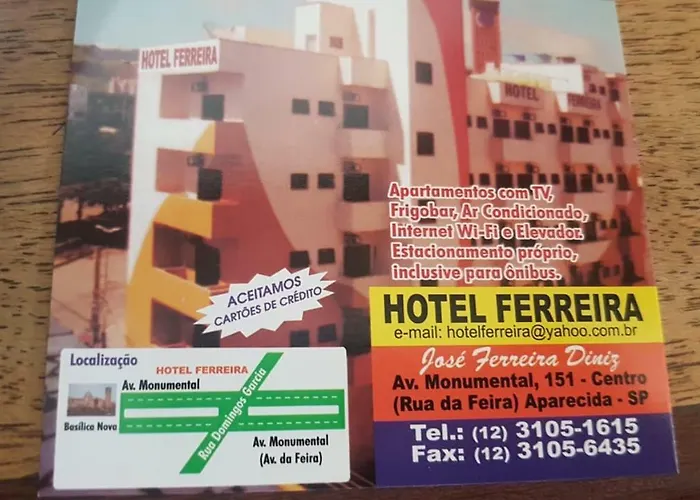 HOTEL FERREIRA
HOTEL FERREIRA
Apartamentos com TV,
Frigobar, Ar Condicionado,
Internet Wi-Fi e Elevador.
Estacionamento próprio,
inclusive para ônibus.
ACEITAMOS
CARTÕES DE CRÉDITO
HOTEL FERREIRA
e-mail: hotelferreira@yahoo.com.br
José Ferreira Diniz
Av. Monumental, 151 - Centro
(Rua da Feira) Aparecida - SP
Tel.: (12) 3105-1615
Fax: (12) 3105-6435
Localização
HOTEL FERREIRA
Av. Monumental
Basílica Nova
Rua Domingos Garcia
Av. Monumental
(Av. da Feira)